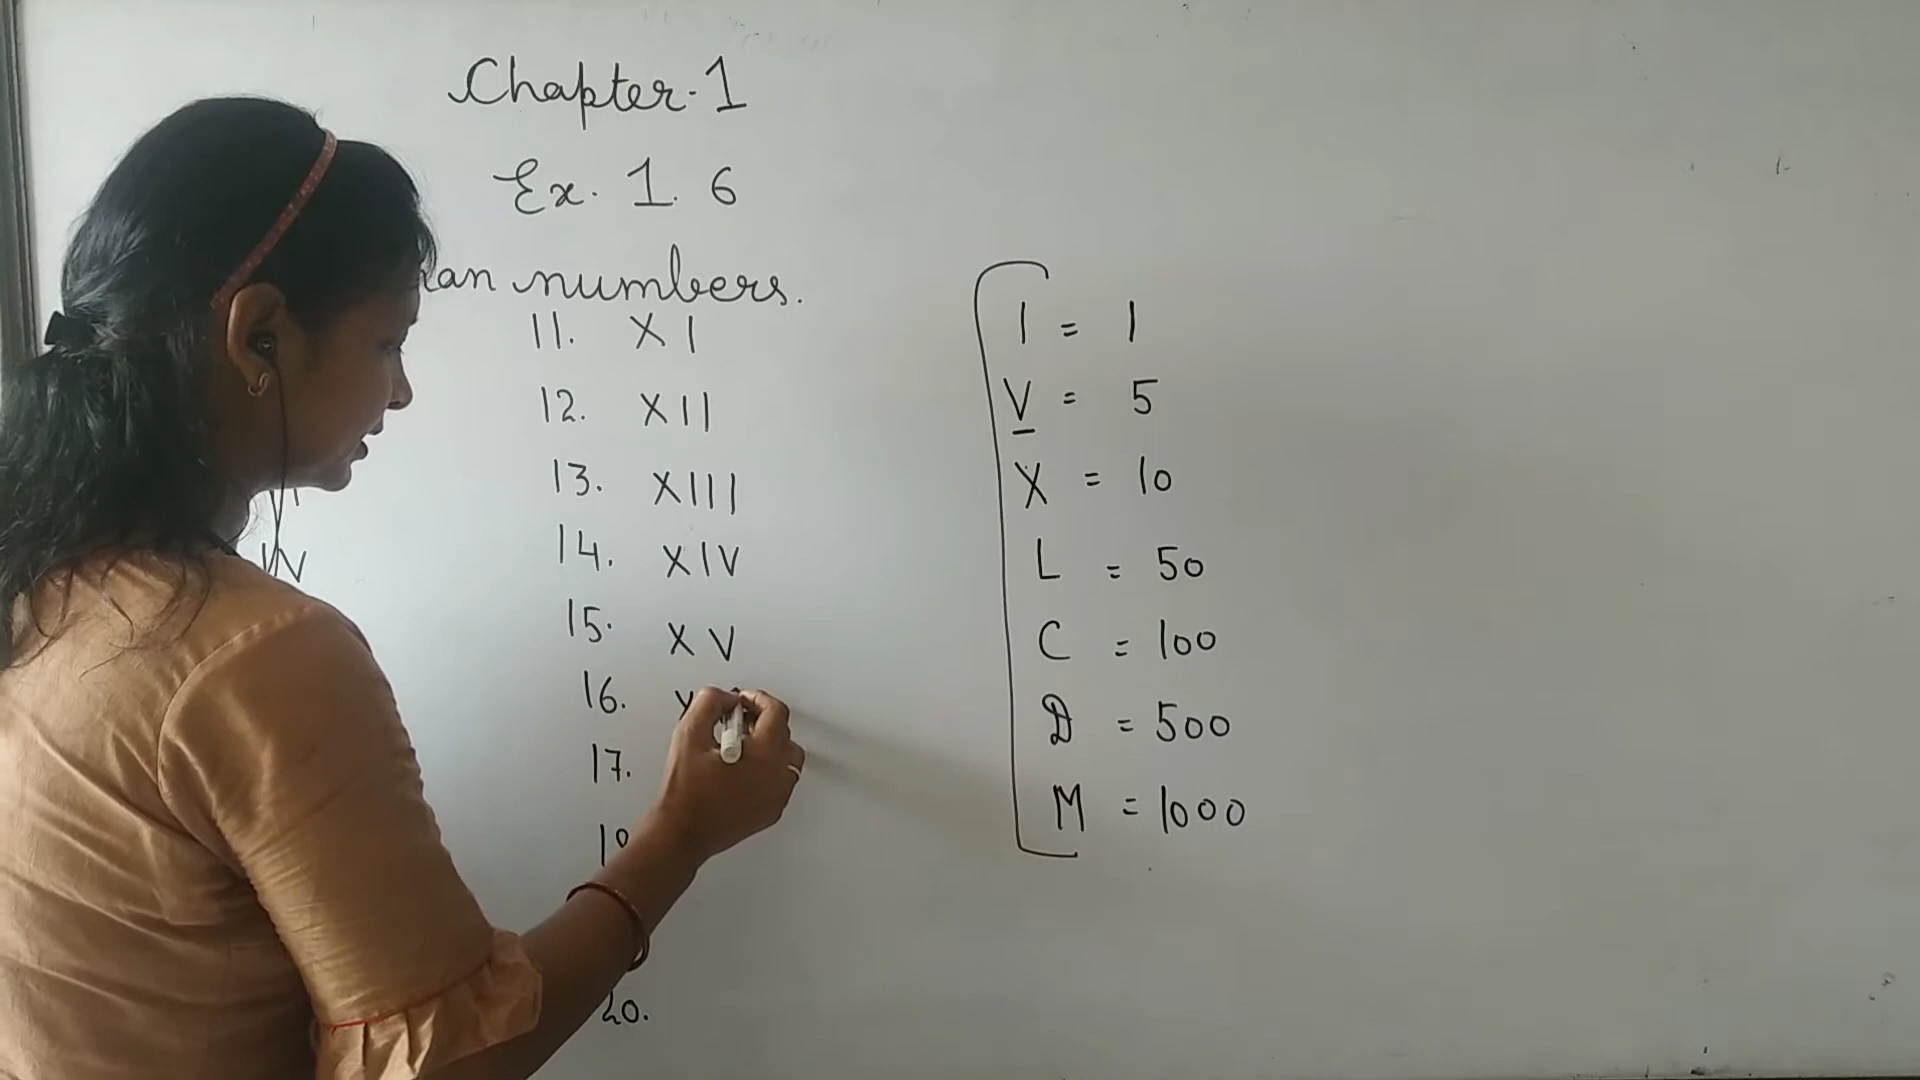 Chapter-1
Ex. 1.6
numbers.
11. XI
12. XII
13. XIII
14. XIV
15. XV
16.
17.
20.
I = 1
V = 5
X = 10
L = 50
C = 100
D = 500
M = 1000